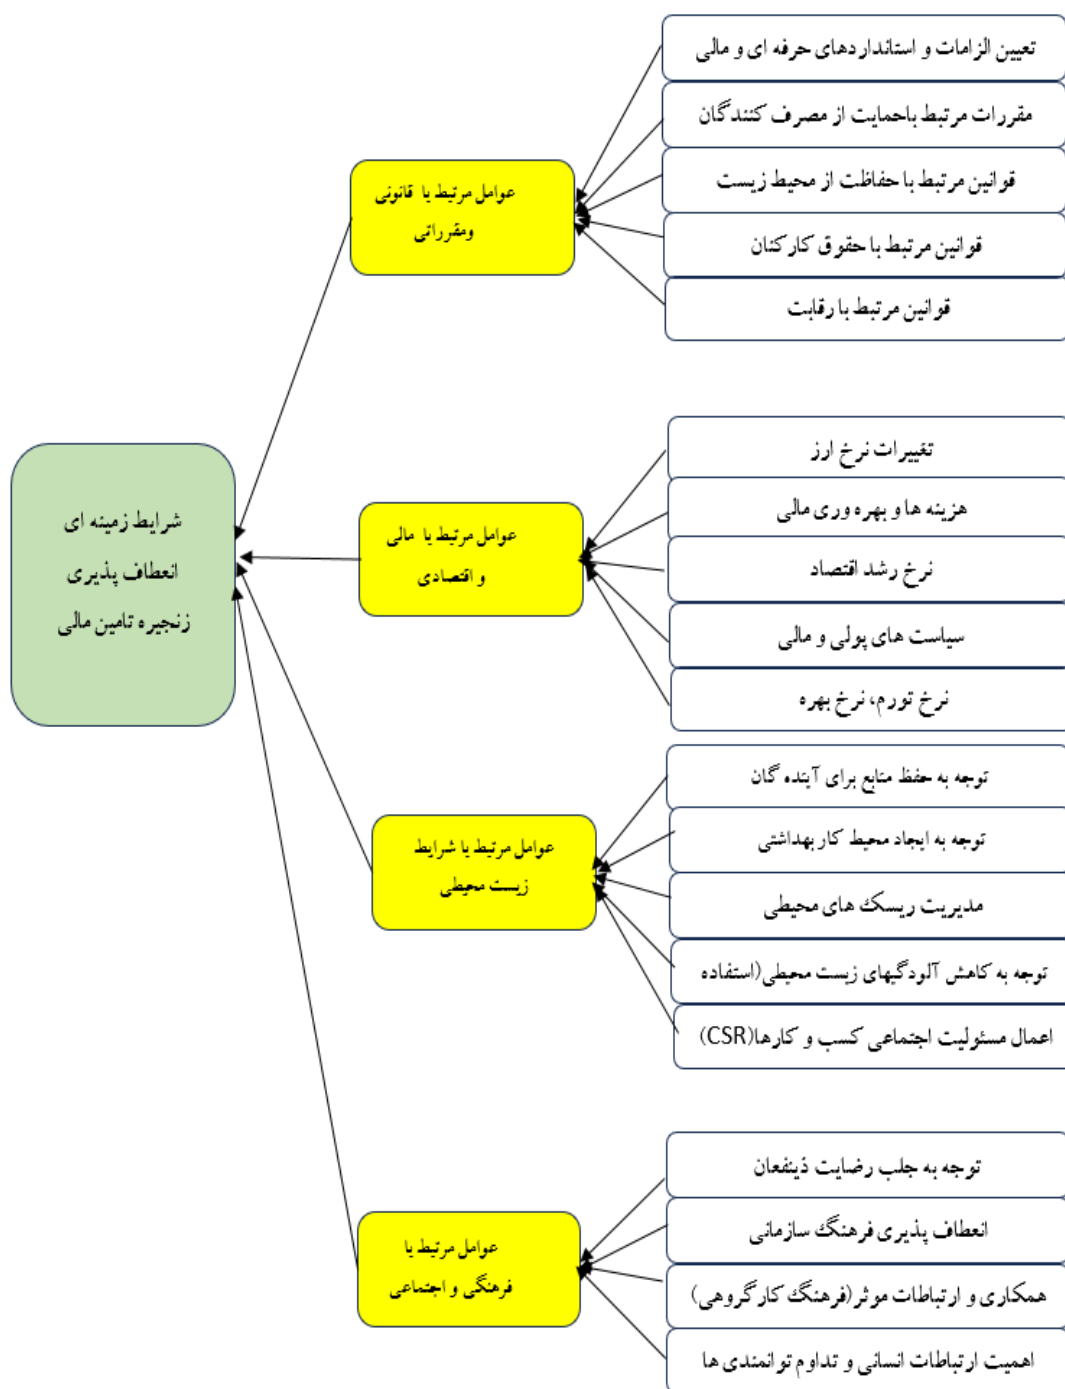 تعیین الزامات و استانداردهای حرفه ای و مالی
مقررات مرتبط باحمایت از مصرف کنندگان
قوانین مرتبط با حفاظت از محیط زیست
قوانین مرتبط با حقوق کارکنان
قوانین مرتبط با رقابت
عوامل مرتبط با قانونی
ومقرراتی
تغییرات نرخ ارز
هزینه ها و بهره وری مالی
نرخ رشد اقتصاد
سیاست های پولی و مالی
نرخ تورم، نرخ بهره
عوامل مرتبط با مالی
و اقتصادی
شرایط زمینه ای
انعطاف پذیری
زنجیره تامین مالی
توجه به حفظ منابع برای آینده گان
توجه به ایجاد محیط کار بهداشتی
مدیریت ریسک های محیطی
توجه به کاهش آلودگیهای زیست محیطی(استفاده
اعمال مسئولیت اجتماعی کسب و کارها(CSR)
عوامل مرتبط با شرایط
زیست محیطی
توجه به جلب رضایت ذینفعان
انعطاف پذیری فرهنگ سازمانی
همکاری و ارتباطات موثر(فرهنگ کارگروهی)
اهمیت ارتباطات انسانی و تداوم توانمندی ها
عوامل مرتبط با
فرهنگی و اجتماعی